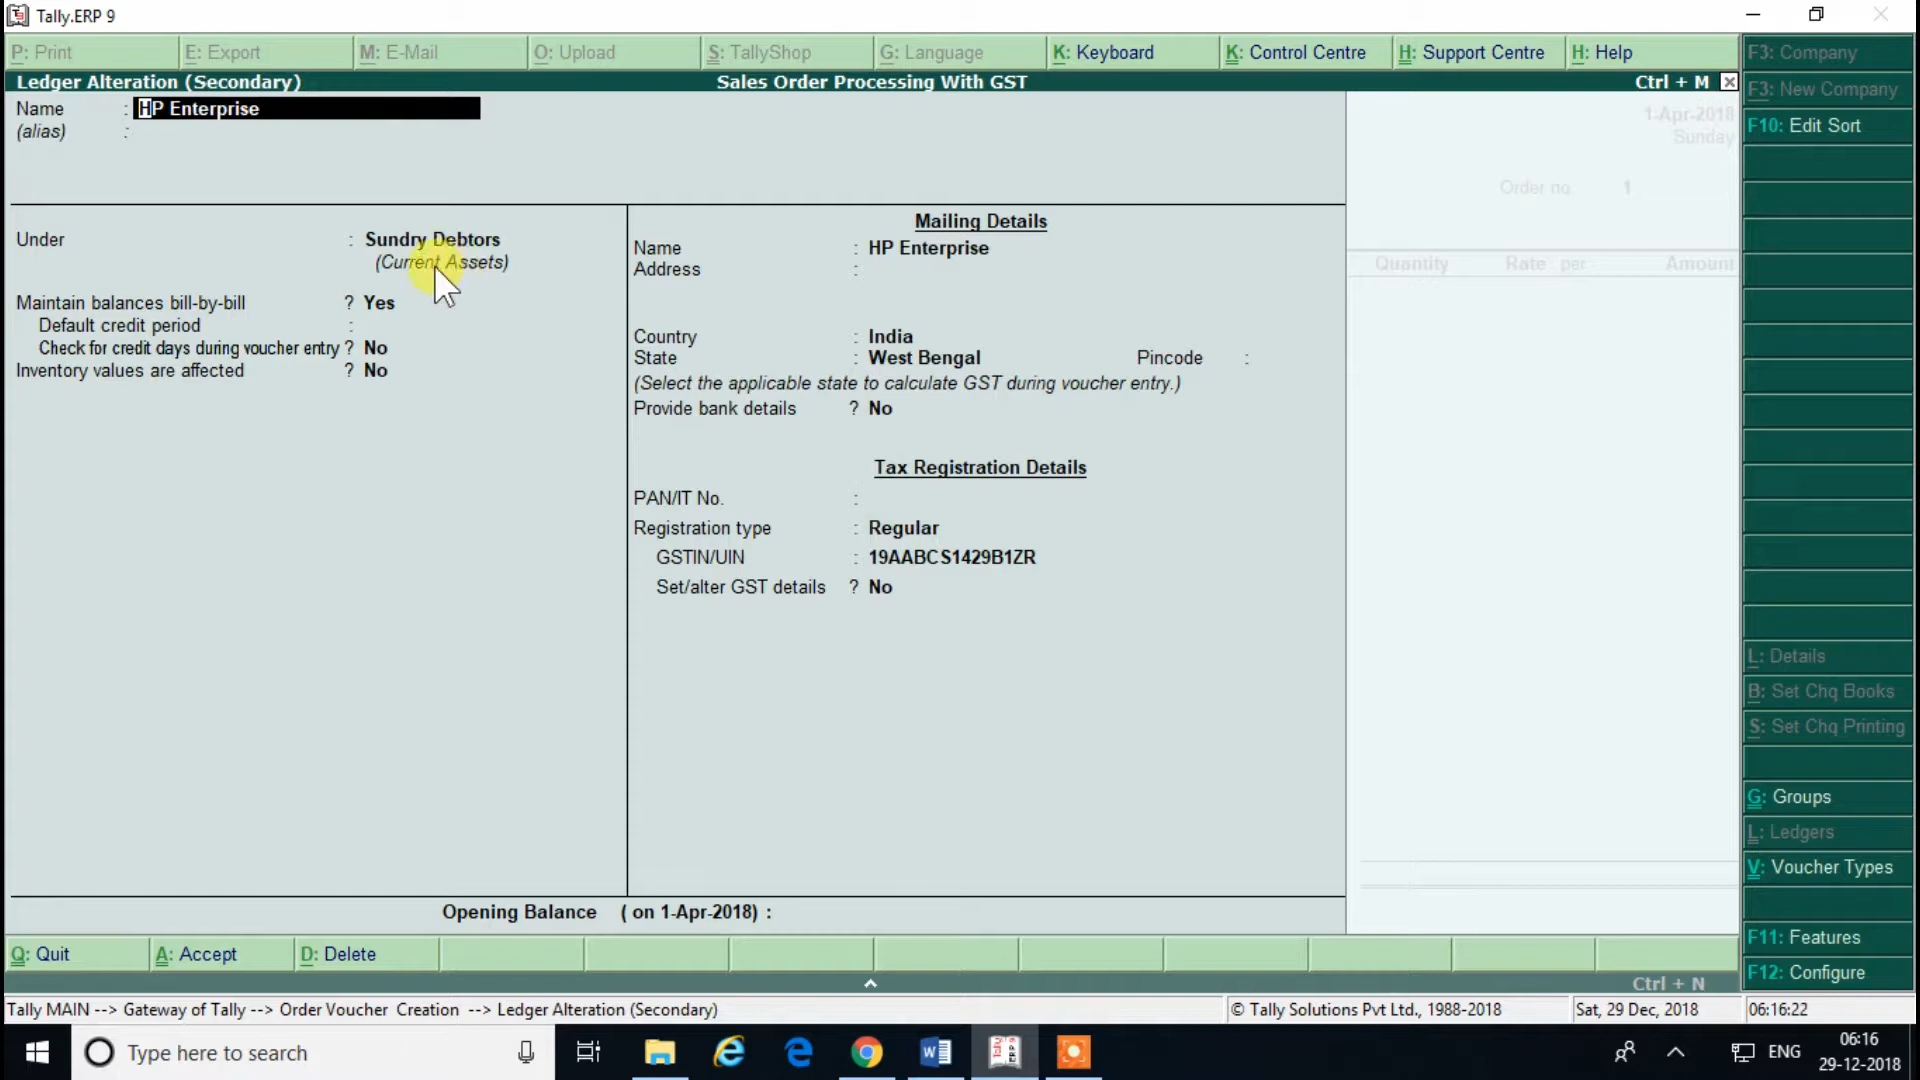 Tally.ERP 9
P: Print E: Export M: E-Mail O: Upload S: TallyShop G: Language K: Keyboard K: Control Centre H: Support Centre H: Help
Ledger Alteration (Secondary) Sales Order Processing With GST Ctrl + M
Name : HP Enterprise
(alias) :
Under : Sundry Debtors
(Current Assets)
Maintain balances bill-by-bill ? Yes
Default credit period :
Check for credit days during voucher entry ? No
Inventory values are affected ? No
Mailing Details
Name : HP Enterprise
Address :
Country : India
State : West Bengal Pincode :
(Select the applicable state to calculate GST during voucher entry.)
Provide bank details ? No
Tax Registration Details
PAN/IT No. :
Registration type : Regular
GSTIN/UIN : 19AABCS1429B1ZR
Set/alter GST details ? No
1-Apr-2018
Sunday
Order no. 1
Quantity Rate per Amount
Opening Balance ( on 1-Apr-2018) :
F3: Company
F3: New Company
F10: Edit Sort
L: Details
B: Set Chq Books
S: Set Chq Printing
G: Groups
L: Ledgers
V: Voucher Types
F11: Features
F12: Configure
Q: Quit A: Accept D: Delete
Ctrl + N
Tally MAIN --> Gateway of Tally --> Order Voucher Creation --> Ledger Alteration (Secondary) © Tally Solutions Pvt Ltd., 1988-2018 Sat, 29 Dec, 2018 06:16:22
Type here to search
ENG
06:16
29-12-2018